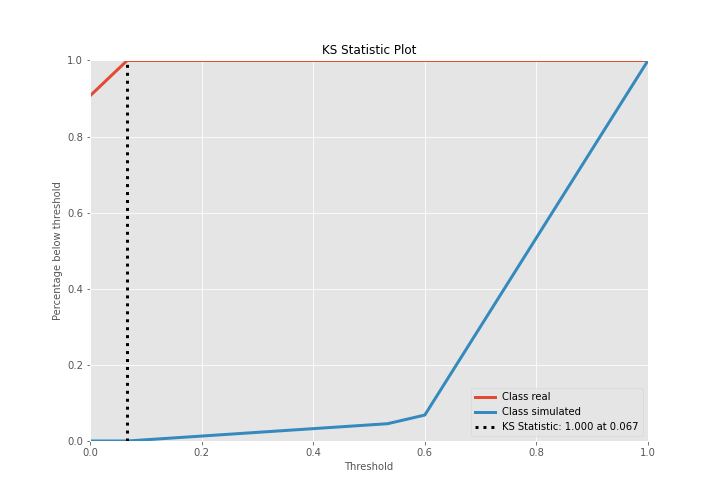 KS Statistic Plot
1.0
0.8
0.6
0.4
0.2
0.0
Percentage below threshold
0.0 0.2 0.4 0.6 0.8 1.0
Threshold
Class real
Class simulated
KS Statistic: 1.000 at 0.067